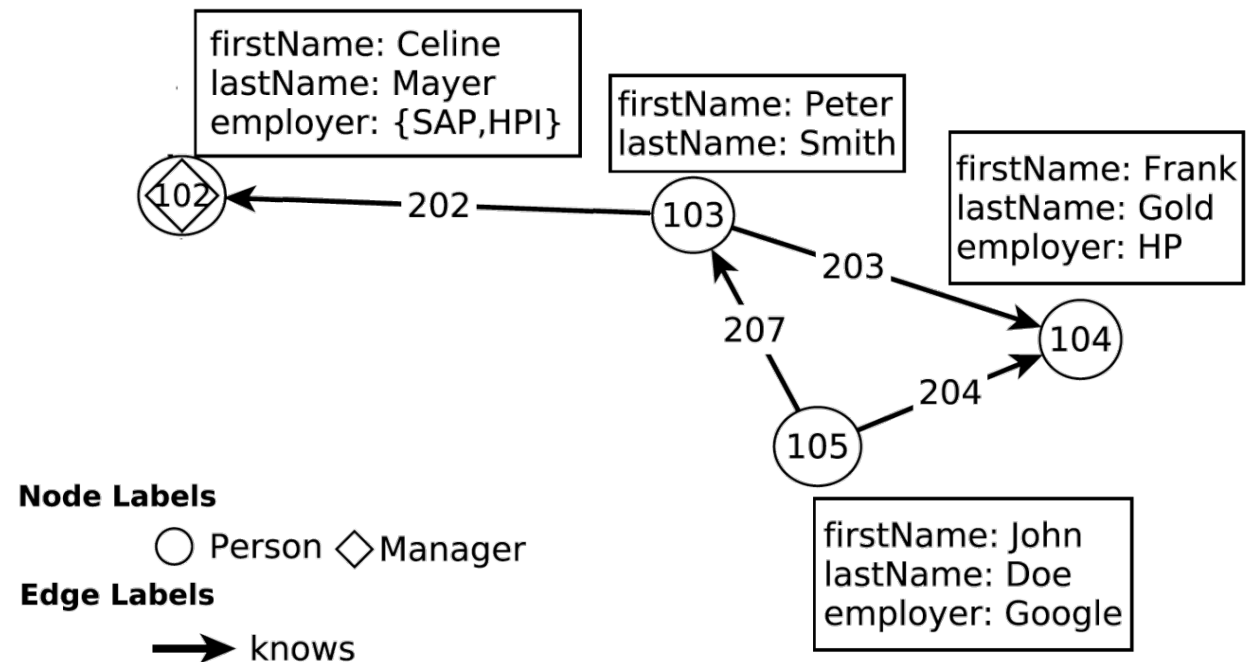 firstName: Celine
lastName: Mayer
employer: {SAP,HPI}
firstName: Peter
lastName: Smith
firstName: Frank
lastName: Gold
employer: HP
102
202
103
203
207
104
204
105
firstName: John
lastName: Doe
employer: Google
Node Labels
Person Manager
Edge Labels
knows